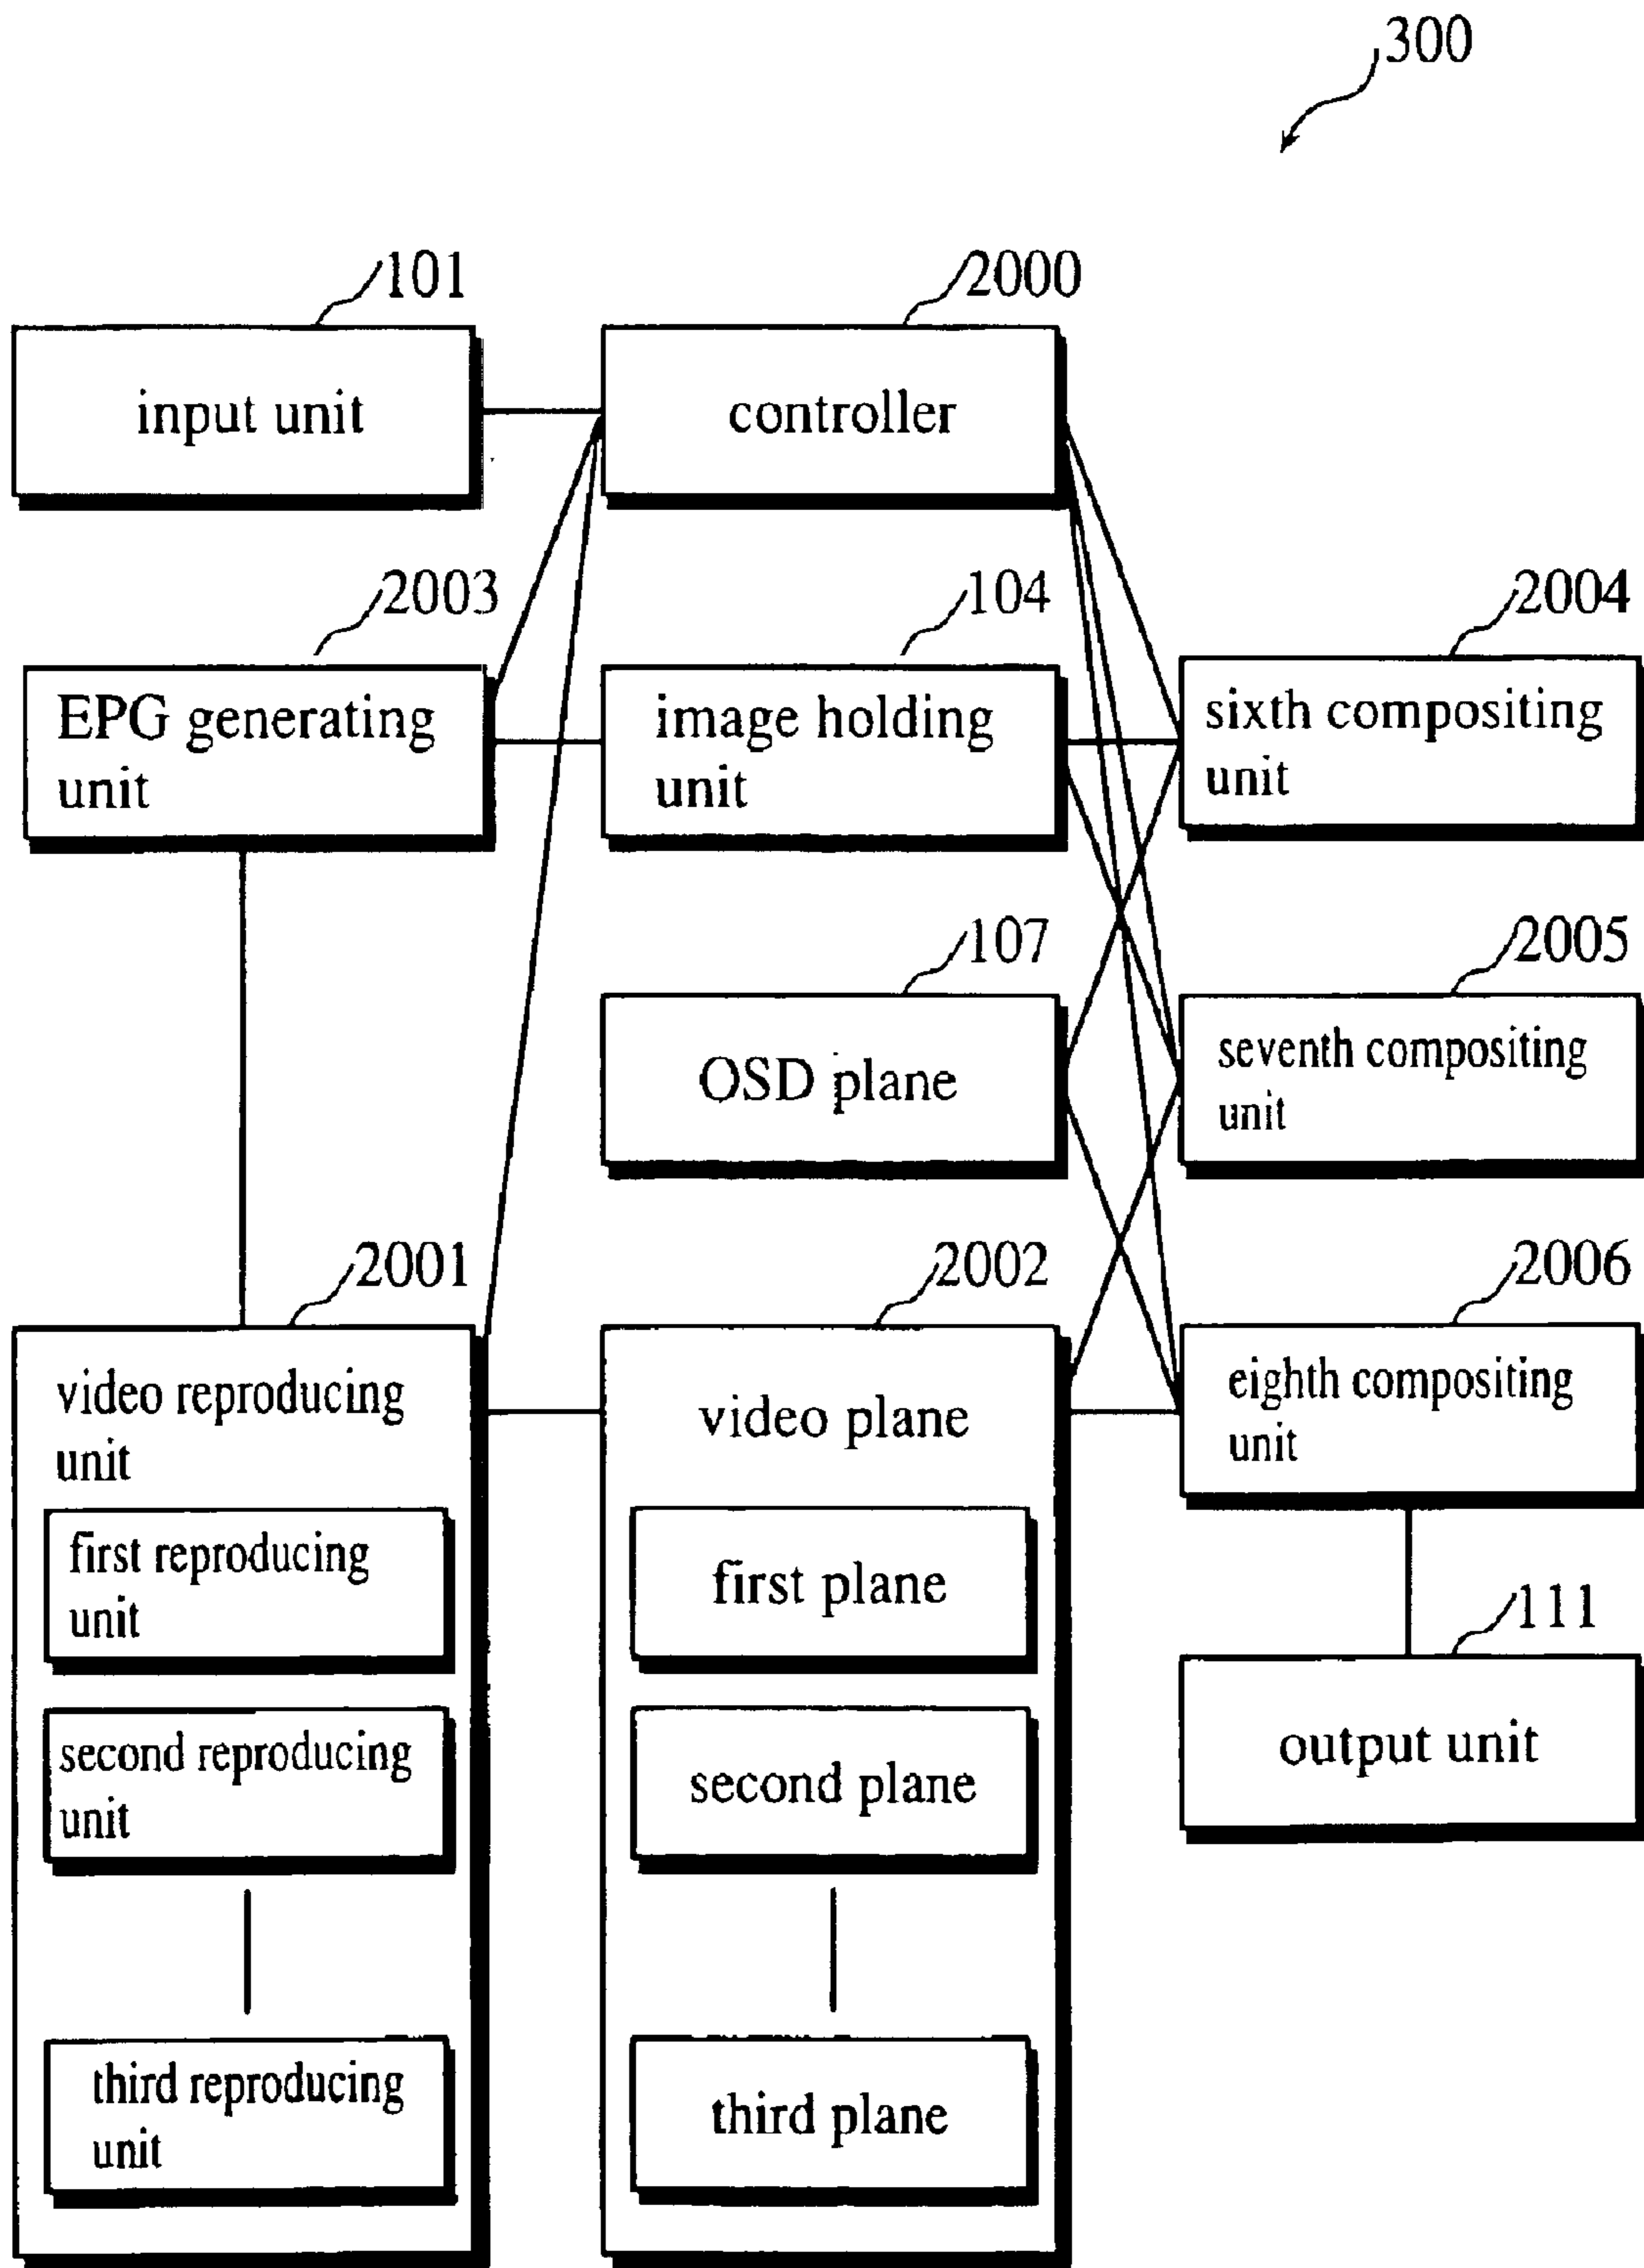 300
101
input unit
2000
controller
2003
EPG generating
unit
104
image holding
unit
2004
sixth compositing
unit
107
OSD plane
2005
seventh compositing
unit
2001
video reproducing
unit
first reproducing
unit
second reproducing
unit
third reproducing
unit
2002
video plane
first plane
second plane
third plane
2006
eighth compositing
unit
111
output unit